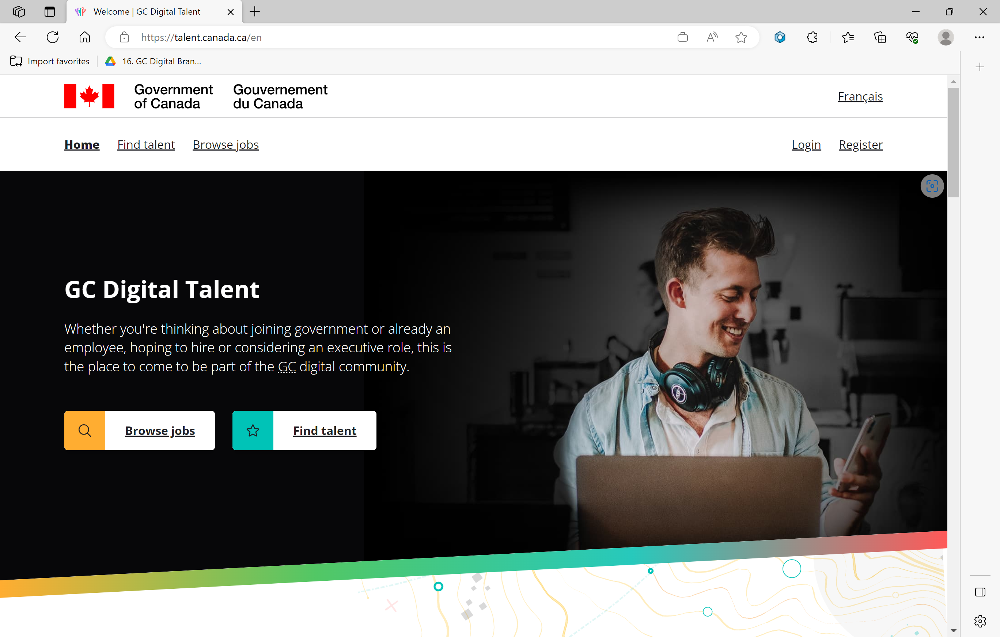 Welcome | GC Digital Talent
https://talent.canada.ca/en
Import favorites
16. GC Digital Bran...
Government of Canada
Gouvernement du Canada
Français
Home
Find talent
Browse jobs
Login
Register
GC Digital Talent
Whether you're thinking about joining government or already an
employee, hoping to hire or considering an executive role, this is
the place to come to be part of the GC digital community.
Browse jobs
Find talent